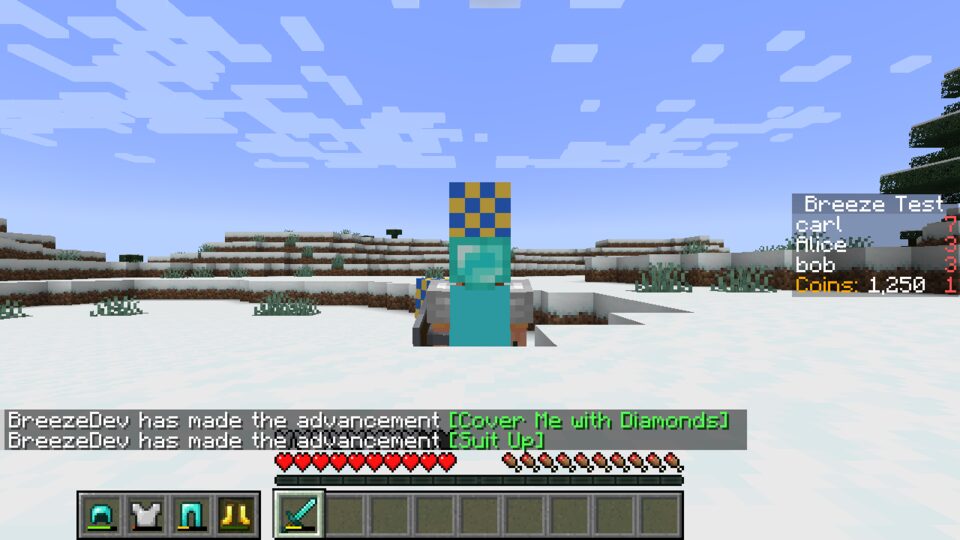 Breeze Test
carl 7
Alice 3
bob 3
Coins: 1,250 1
BreezeDev has made the advancement [Cover Me with Diamonds]
BreezeDev has made the advancement [Suit Up]